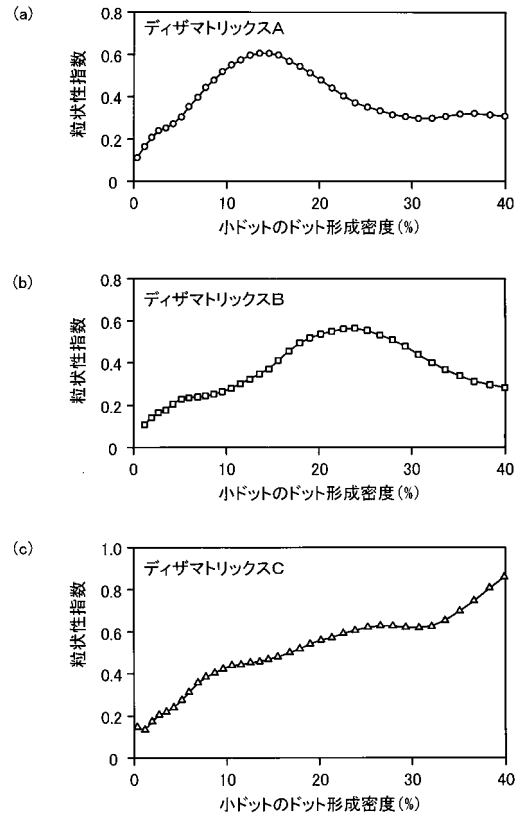 (a)
ディザマトリックスA
粒状性指数
0.8
0.6
0.4
0.2
0
0 10 20 30 40
小ドットのドット形成密度(%)
(b)
ディザマトリックスB
粒状性指数
0.8
0.6
0.4
0.2
0
0 10 20 30 40
小ドットのドット形成密度(%)
(c)
ディザマトリックスC
粒状性指数
1.0
0.8
0.6
0.4
0.2
0
0 10 20 30 40
小ドットのドット形成密度(%)